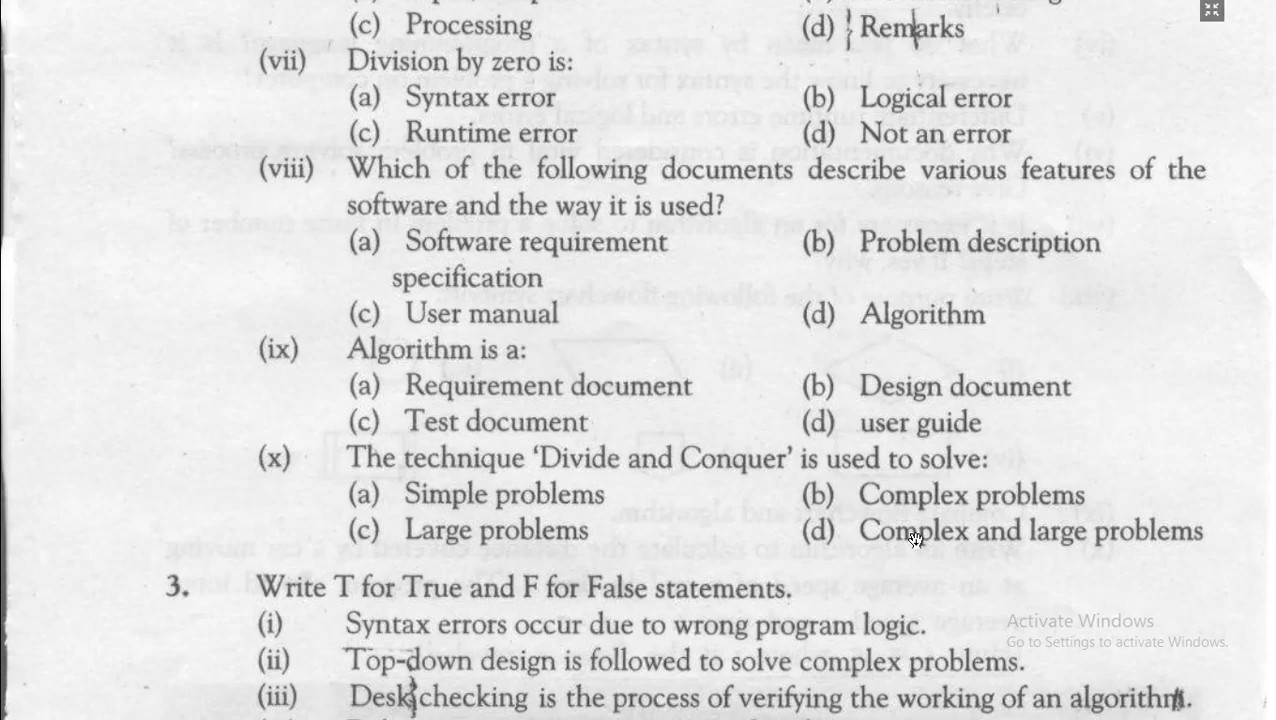 (c) Processing (d) Remarks
(vii) Division by zero is:
(a) Syntax error (b) Logical error
(c) Runtime error (d) Not an error
(viii) Which of the following documents describe various features of the
software and the way it is used?
(a) Software requirement (b) Problem description
specification
(c) User manual (d) Algorithm
(ix) Algorithm is a:
(a) Requirement document (b) Design document
(c) Test document (d) user guide
(x) The technique ‘Divide and Conquer’ is used to solve:
(a) Simple problems (b) Complex problems
(c) Large problems (d) Complex and large problems
3. Write T for True and F for False statements.
(i) Syntax errors occur due to wrong program logic.
Activate Windows
Go to Settings to activate Windows.
(ii) Top-down design is followed to solve complex problems.
(iii) Desk checking is the process of verifying the working of an algorithm.